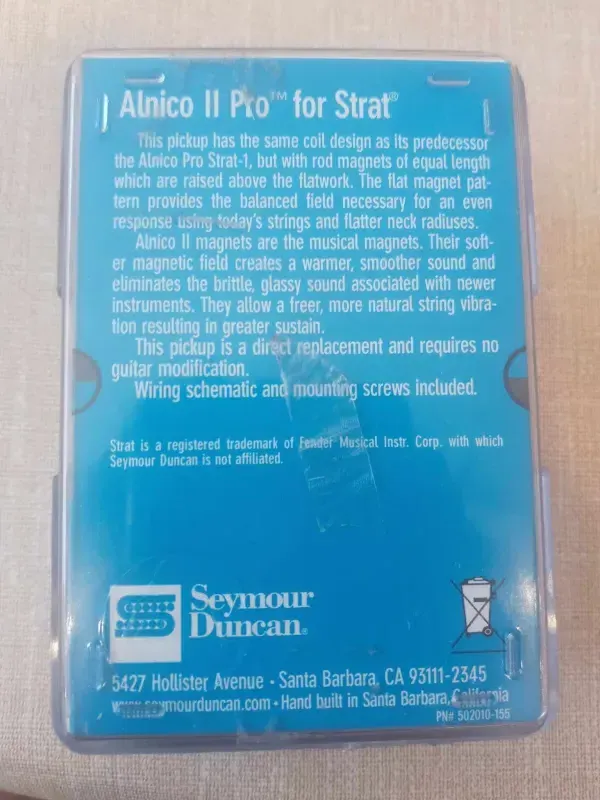 Alnico II Pro™ for Strat®
This pickup has the same coil design as its predecessor
the Alnico Pro Strat-1, but with rod magnets of equal length
which are raised above the flatwork. The flat magnet pat-
tern provides the balanced field necessary for an even
response using today's strings and flatter neck radiuses.
Alnico II magnets are the musical magnets. Their soft-
er magnetic field creates a warmer, smoother sound and
eliminates the brittle, glassy sound associated with newer
instruments. They allow a freer, more natural string vibra-
tion resulting in greater sustain.
This pickup is a direct replacement and requires no
guitar modification.
Wiring schematic and mounting screws included.
Strat is a registered trademark of Fender Musical Instr. Corp. with which
Seymour Duncan is not affiliated.
Seymour
Duncan®
5427 Hollister Avenue • Santa Barbara, CA 93111-2345
www.seymourduncan.com • Hand built in Santa Barbara, California
PN# 502010-155